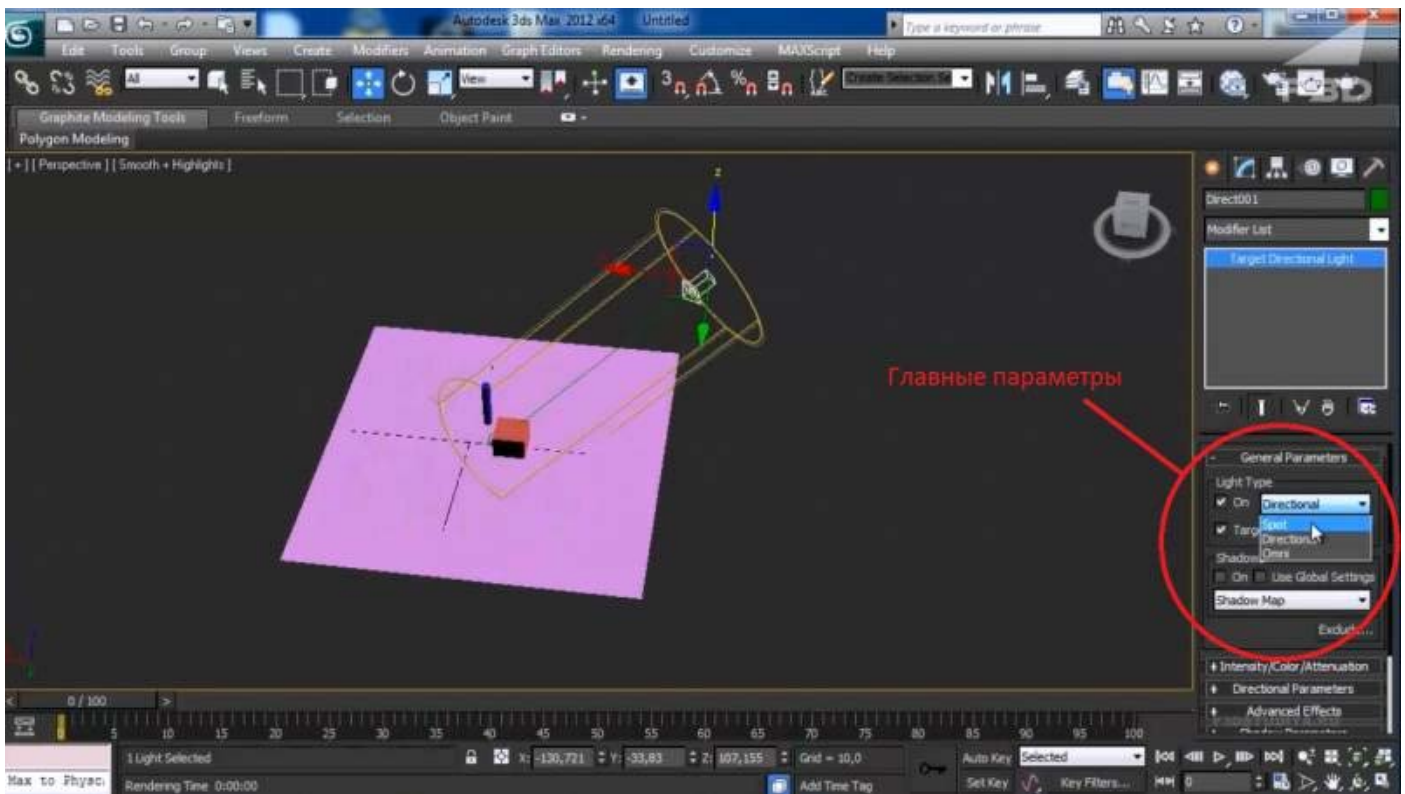 Autodesk 3ds Max 2012 x64 Untitled
Type a keyword or phrase
Edit Tools Group Views Create Modifiers Animation Graph Editors Rendering Customize MAXScript Help
All
View
3
Create Selection Se
Graphite Modeling Tools Freeform Selection Object Paint
Polygon Modeling
[ + ] [ Perspective ] [ Smooth + Highlights ]
z
Direct001
Modifier List
Target Directional Light
Главные параметры
- General Parameters
Light Type
On Directional
Spot
Directional
Omni
On Use Global Settings
Shadow Map
+ Intensity/Color/Attenuation
+ Directional Parameters
+ Advanced Effects
< 0 / 100 >
0 5 10 15 20 25 30 35 40 45 50 55 60 65 70 75 80 85 90 95 100
1 Light Selected
X: -130,721 Y: -33,83 Z: 107,155 Grid = 10,0
Auto Key Selected
Max to Physc
Rendering Time 0:00:00
Add Time Tag
Set Key Key Filters...
0